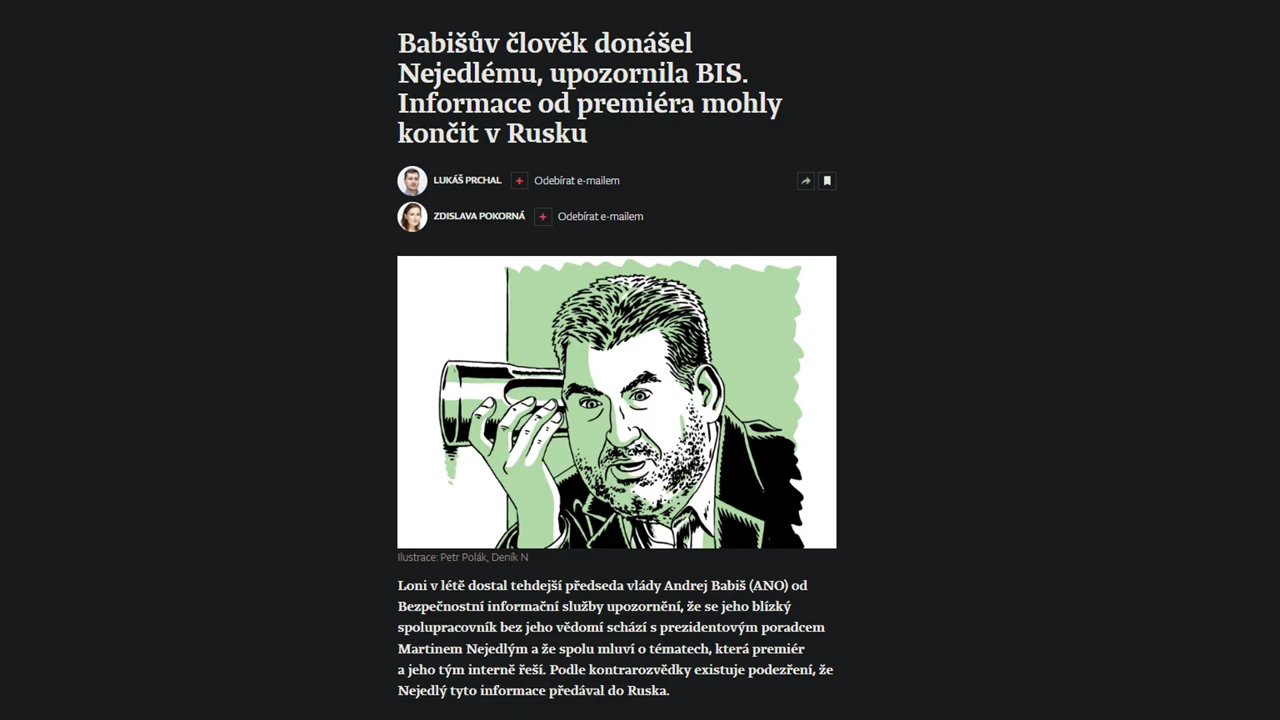 Babišův člověk donášel
Nejedlému, upozornila BIS.
Informace od premiéra mohly
končit v Rusku
LUKÁŠ PRCHAL + Odebírat e-mailem
ZDISLAVA POKORNÁ + Odebírat e-mailem
Ilustrace: Petr Polák, Deník N
Loni v létě dostal tehdejší předseda vlády Andrej Babiš (ANO) od
Bezpečnostní informační služby upozornění, že se jeho blízký
spolupracovník bez jeho vědomí schází s prezidentovým poradcem
Martinem Nejedlým a že spolu mluví o tématech, která premiér
a jeho tým interně řeší. Podle kontrarozvědky existuje podezření, že
Nejedlý tyto informace předával do Ruska.